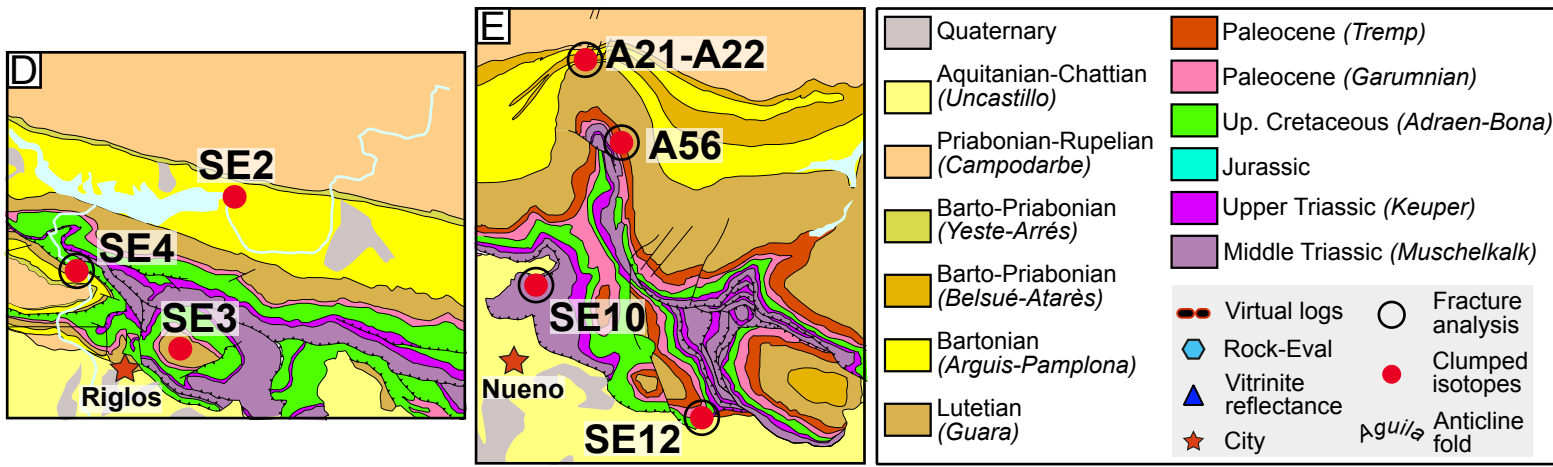 D
SE2
SE4
SE3
Riglos
E
A21-A22
A56
SE10
Nueno
SE12
Quaternary
Aquitanian-Chattian
(Uncastillo)
Priabonian-Rupelian
(Campodarbe)
Barto-Priabonian
(Yeste-Arrés)
Barto-Priabonian
(Belsué-Atarès)
Bartonian
(Arguis-Pamplona)
Lutetian
(Guara)
Paleocene (Tremp)
Paleocene (Garumnian)
Up. Cretaceous (Adraen-Bona)
Jurassic
Upper Triassic (Keuper)
Middle Triassic (Muschelkalk)
Virtual logs
Rock-Eval
Vitrinite
reflectance
City
Fracture
analysis
Clumped
isotopes
Aguila
Anticline
fold